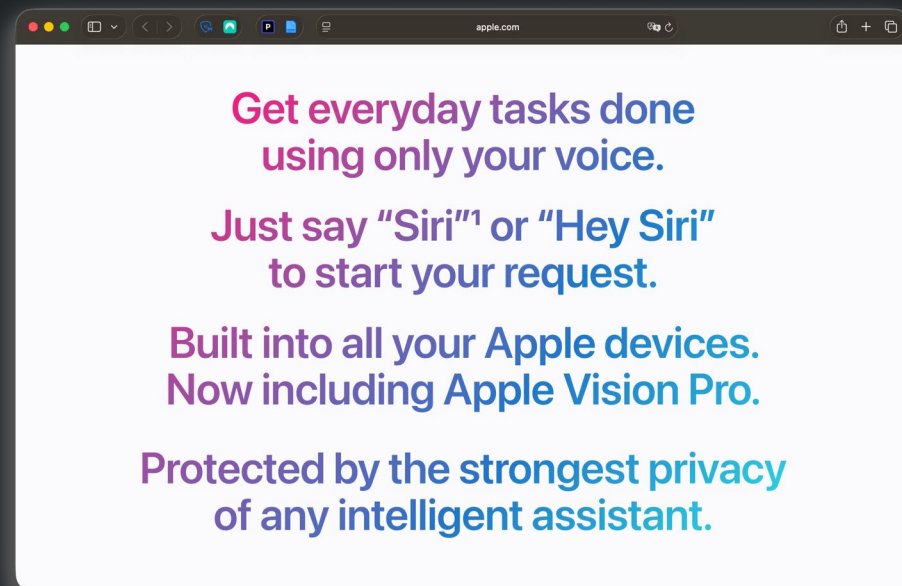 apple.com
P
Get everyday tasks done
using only your voice.
Just say “Siri”¹ or “Hey Siri”
to start your request.
Built into all your Apple devices.
Now including Apple Vision Pro.
Protected by the strongest privacy
of any intelligent assistant.